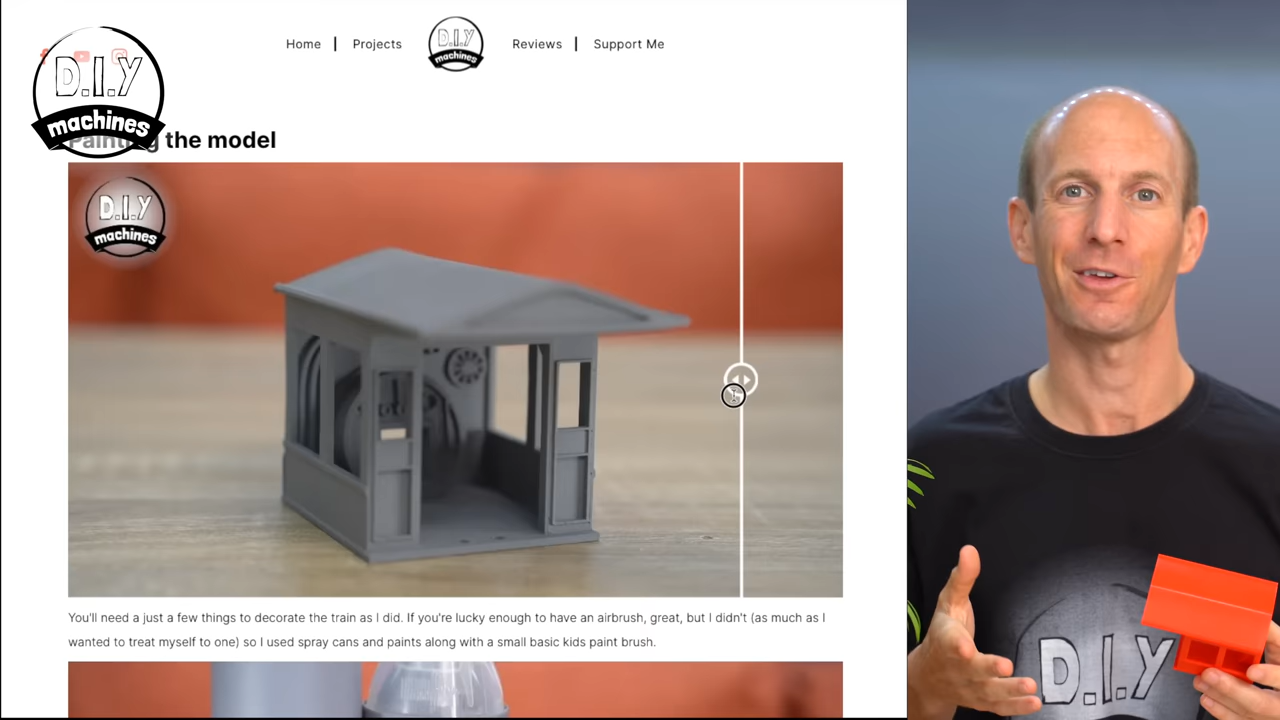 Home | Projects
D.I.Y
machines
Reviews | Support Me
D.I.Y
machines
Painting the model
D.I.Y
machines
You'll need a just a few things to decorate the train as I did. If you're lucky enough to have an airbrush, great, but I didn't (as much as I
wanted to treat myself to one) so I used spray cans and paints along with a small basic kids paint brush.
D.I.Y